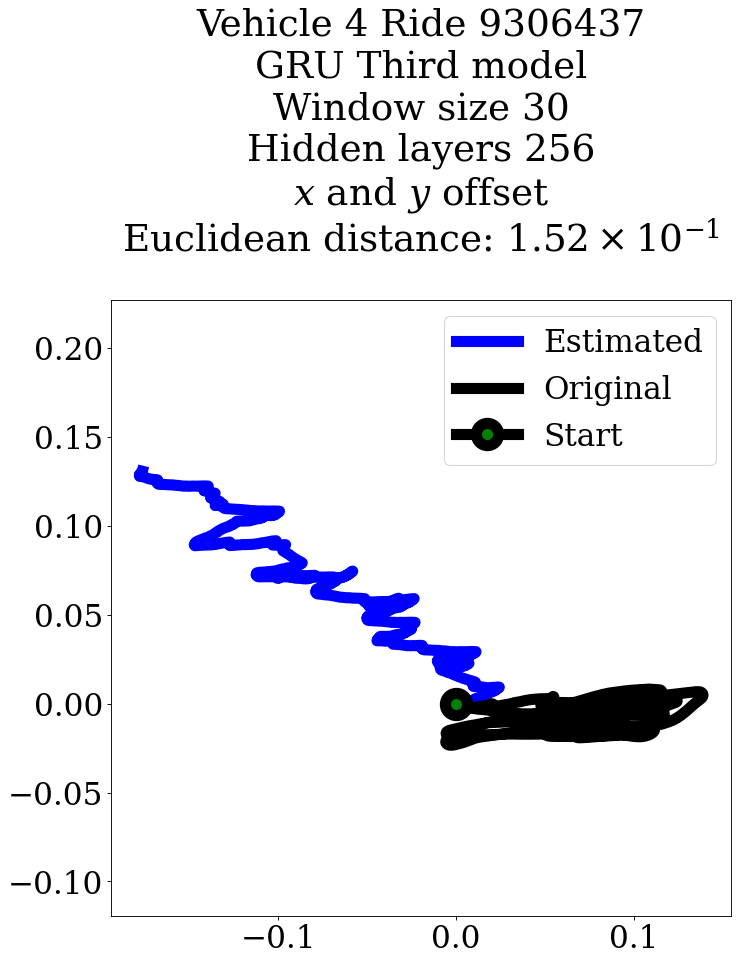 Vehicle 4 Ride 9306437
GRU Third model
Window size 30
Hidden layers 256
x and y offset
Euclidean distance: 1.52 × 10⁻¹
Estimated
Original
Start
0.20
0.15
0.10
0.05
0.00
−0.05
−0.10
−0.1 0.0 0.1